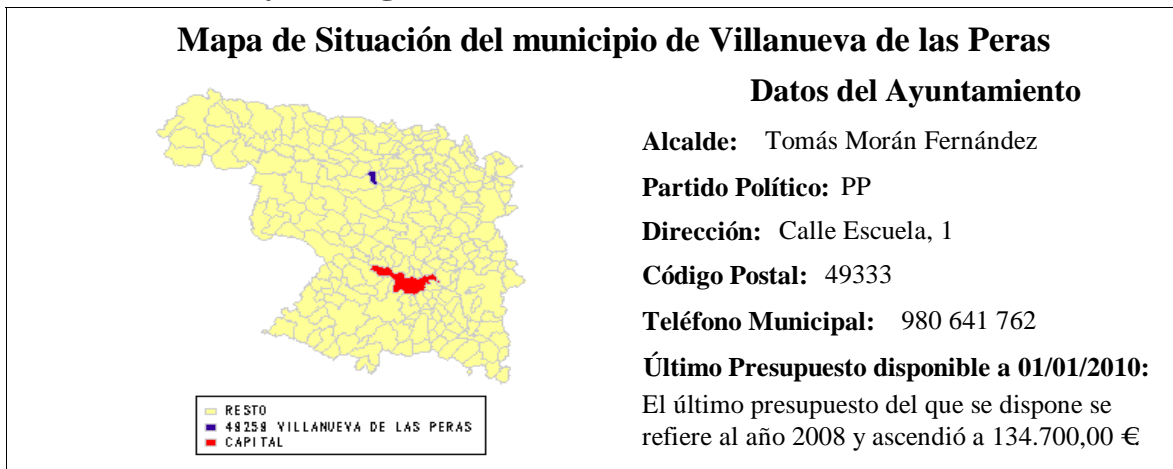 Mapa de Situación del municipio de Villanueva de las Peras
Datos del Ayuntamiento
Alcalde: Tomás Morán Fernández
Partido Político: PP
Dirección: Calle Escuela, 1
Código Postal: 49333
Teléfono Municipal: 980 641 762
Último Presupuesto disponible a 01/01/2010:
El último presupuesto del que se dispone se
refiere al año 2008 y ascendió a 134.700,00 €
RESTO
49259 VILLANUEVA DE LAS PERAS
CAPITAL